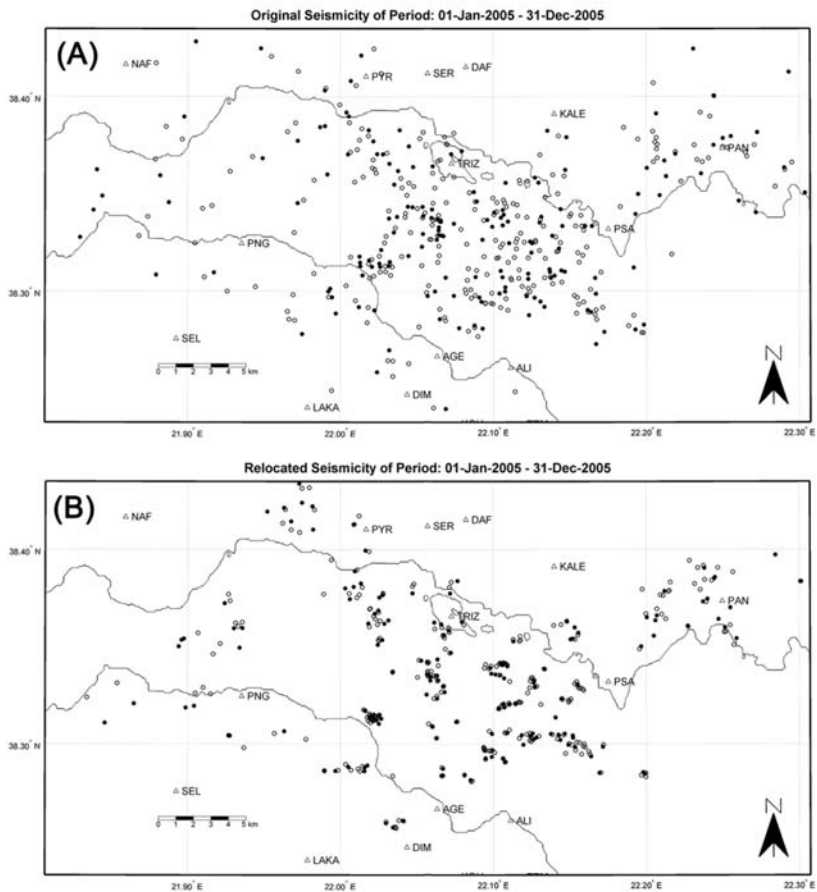 Original Seismicity of Period: 01-Jan-2005 - 31-Dec-2005
(A)
NAF
PYR
SER
DAF
38.40° N
KALE
TRIZ
PAN
PSA
PNG
38.30° N
SEL
AGE
ALI
0 1 2 3 4 5 km
DIM
LAKA
N
21.90° E 22.00° E 22.10° E 22.20° E 22.30° E
Relocated Seismicity of Period: 01-Jan-2005 - 31-Dec-2005
(B)
NAF
PYR
SER
DAF
38.40° N
KALE
TRIZ
PAN
PSA
PNG
38.30° N
SEL
AGE
ALI
0 1 2 3 4 5 km
DIM
LAKA
N
21.90° E 22.00° E 22.10° E 22.20° E 22.30° E